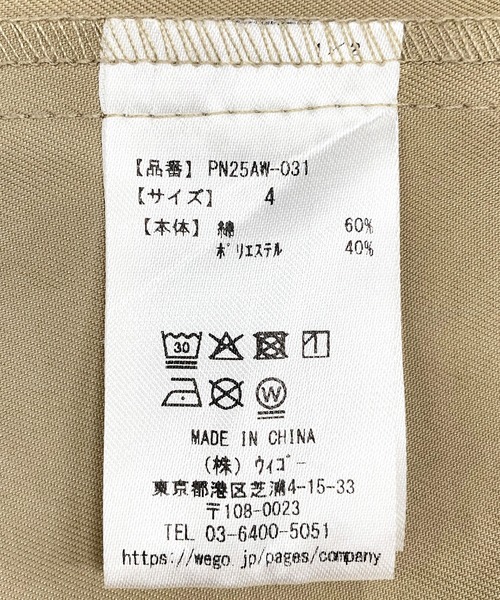 【品番】 PN25AW-031
【サイズ】 4
【本体】 綿 60%
ポリエステル 40%
30
W
MADE IN CHINA
(株) ウィゴー
東京都港区芝浦4-15-33
〒108-0023
TEL 03-6400-5051
https://wego.jp/pages/company